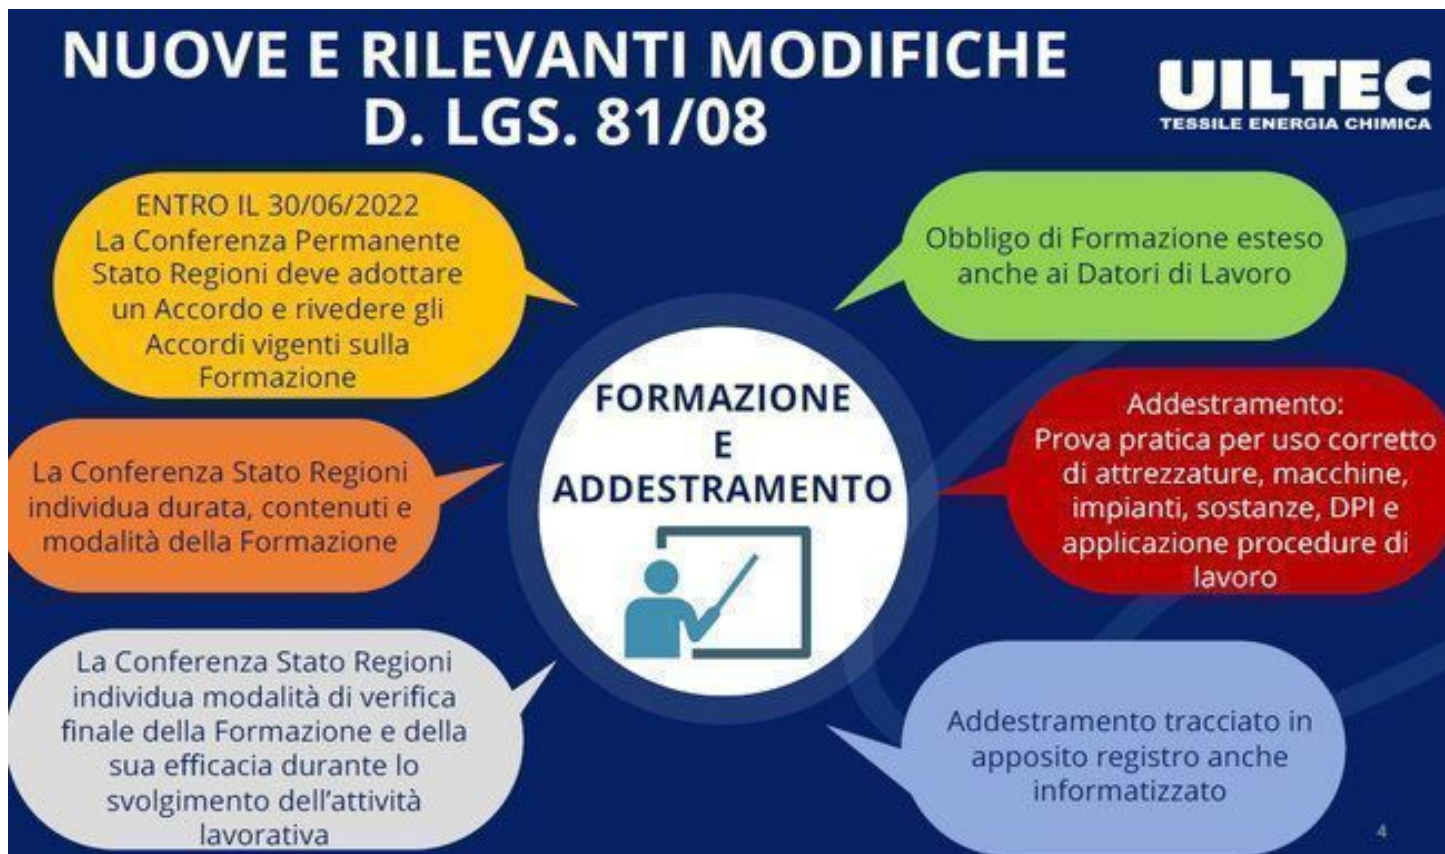 NUOVE E RILEVANTI MODIFICHE
D. LGS. 81/08
UILTEC
TESSILE ENERGIA CHIMICA
ENTRO IL 30/06/2022
La Conferenza Permanente
Stato Regioni deve adottare
un Accordo e rivedere gli
Accordi vigenti sulla
Formazione
La Conferenza Stato Regioni
individua durata, contenuti e
modalità della Formazione
La Conferenza Stato Regioni
individua modalità di verifica
finale della Formazione e della
sua efficacia durante lo
svolgimento dell'attività
lavorativa
FORMAZIONE
E
ADDESTRAMENTO
Obbligo di Formazione esteso
anche ai Datori di Lavoro
Addestramento:
Prova pratica per uso corretto
di attrezzature, macchine,
impianti, sostanze, DPI e
applicazione procedure di
lavoro
Addestramento tracciato in
apposito registro anche
informatizzato
4